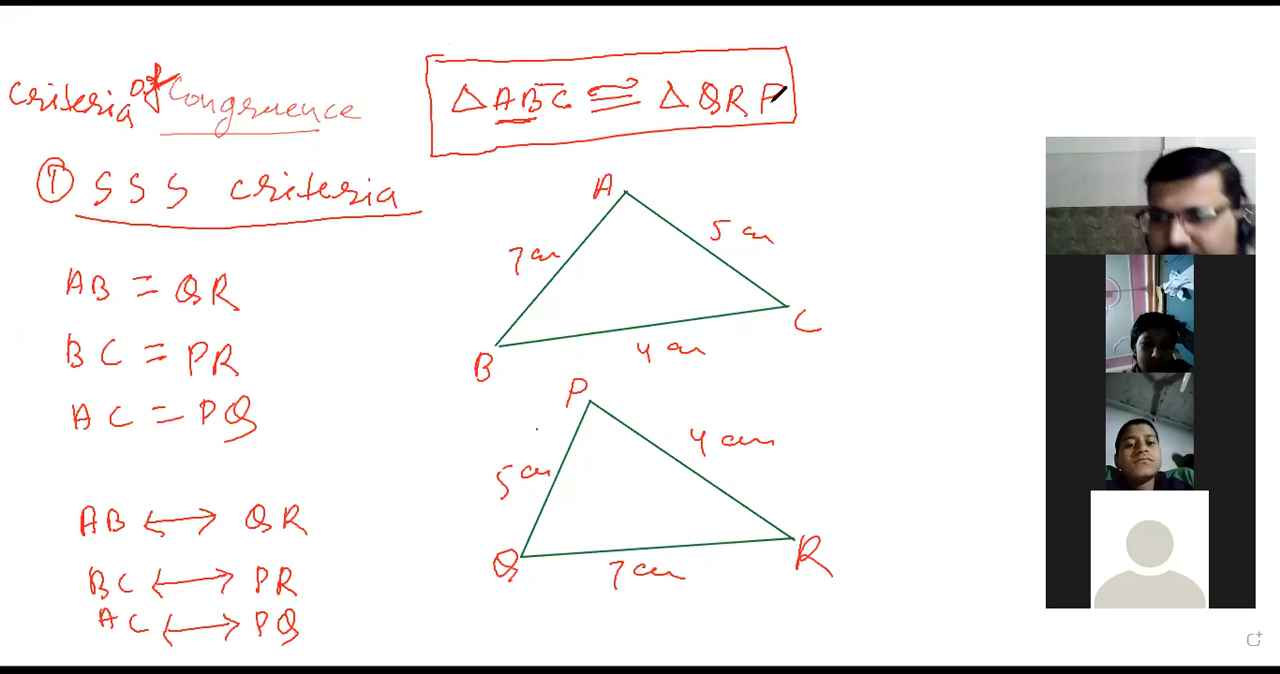 Criteria of Congruence
△ABC ≅ △QRP
① SSS criteria
AB = QR
BC = PR
AC = PQ
AB ⟷ QR
BC ⟷ PR
AC ⟷ PQ
A
7 cm
5 cm
B
4 cm
C
P
5 cm
4 cm
Q
7 cm
R